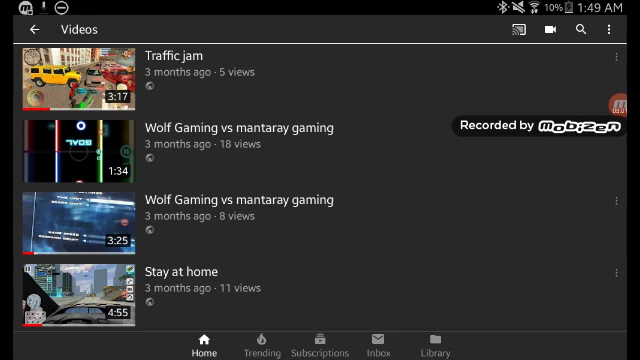 10% 1:49 AM
Videos
Traffic jam
3 months ago · 5 views
3:17
Wolf Gaming vs mantaray gaming
3 months ago · 18 views
GOAL
1:34
Recorded by mobizen
Wolf Gaming vs mantaray gaming
3 months ago · 8 views
3:25
Stay at home
3 months ago · 11 views
4:55
Home Trending Subscriptions Inbox Library